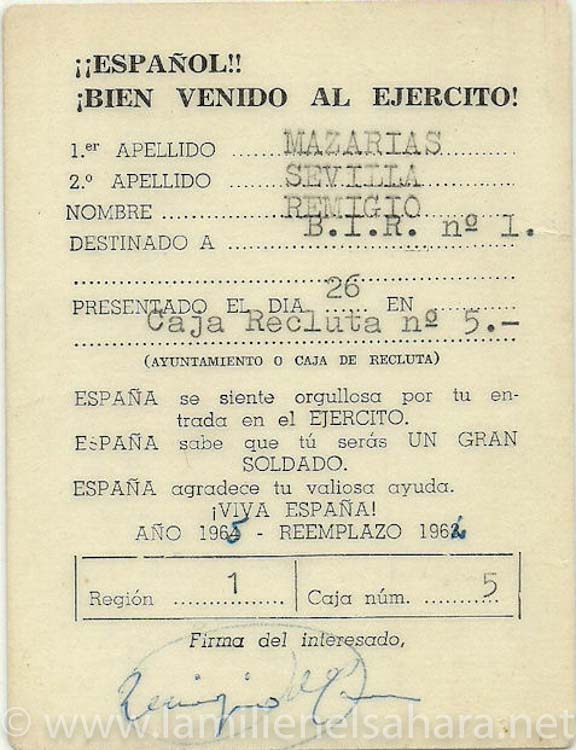 ¡¡ESPAÑOL!!
¡BIEN VENIDO AL EJERCITO!
1.er APELLIDO MAZARIAS
2.º APELLIDO SEVILLA
NOMBRE REMIGIO
DESTINADO A B.I.R. nº 1.
PRESENTADO EL DIA 26 EN
Caja Recluta nº 5.-
(AYUNTAMIENTO O CAJA DE RECLUTA)
ESPAÑA se siente orgullosa por tu en-
trada en el EJERCITO.
ESPAÑA sabe que tú serás UN GRAN
SOLDADO.
ESPAÑA agradece tu valiosa ayuda.
¡VIVA ESPAÑA!
AÑO 1965 - REEMPLAZO 196
Región 1 Caja núm. 5
Firma del interesado,
Remigio
© www.lamilienelsahara.net